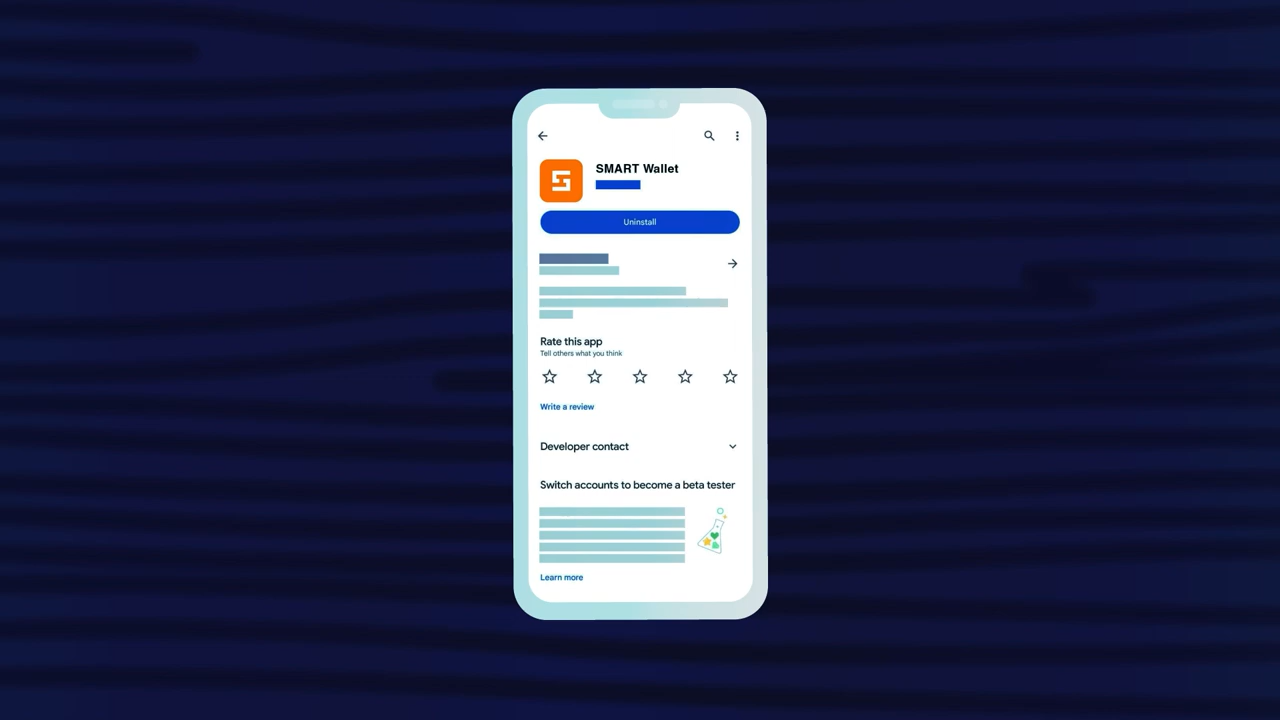 SMART Wallet
Uninstall
Rate this app
Tell others what you think
Write a review
Developer contact
Switch accounts to become a beta tester
Learn more